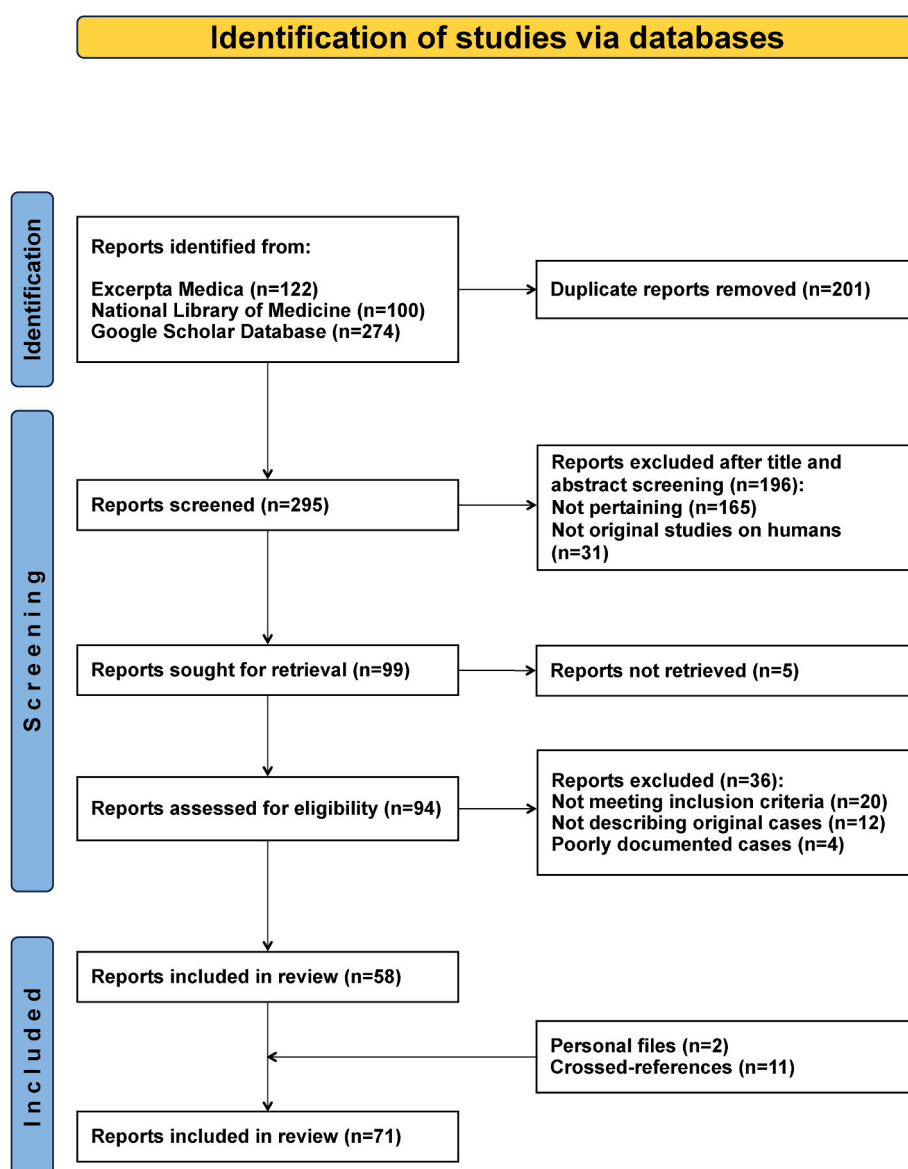 Identification of studies via databases
Identification
Reports identified from:
Excerpta Medica (n=122)
National Library of Medicine (n=100)
Google Scholar Database (n=274)
Duplicate reports removed (n=201)
Screening
Reports screened (n=295)
Reports excluded after title and
abstract screening (n=196):
Not pertaining (n=165)
Not original studies on humans
(n=31)
Reports sought for retrieval (n=99)
Reports not retrieved (n=5)
Reports assessed for eligibility (n=94)
Reports excluded (n=36):
Not meeting inclusion criteria (n=20)
Not describing original cases (n=12)
Poorly documented cases (n=4)
Included
Reports included in review (n=58)
Personal files (n=2)
Crossed-references (n=11)
Reports included in review (n=71)